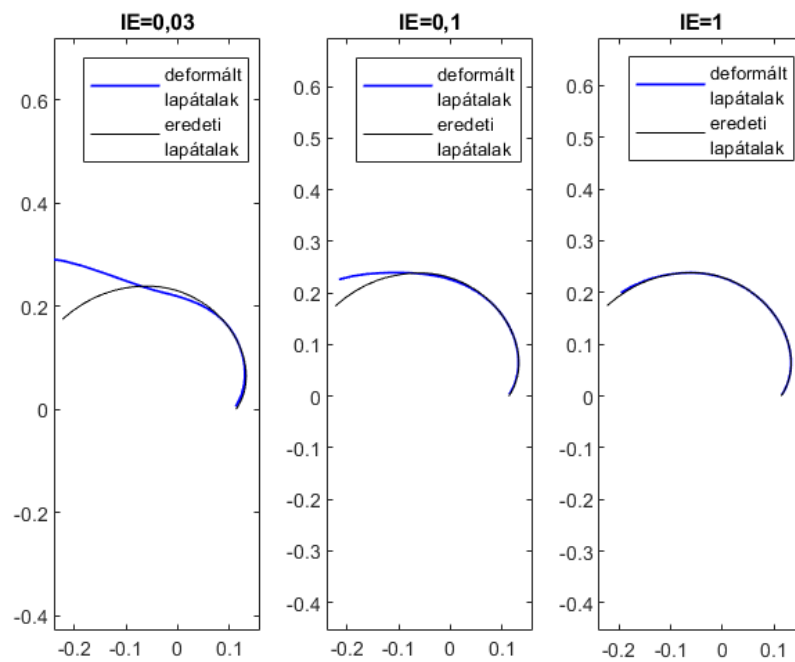 IE=0,03
deformált
lapátalak
eredeti
lapátalak
0.6
0.4
0.2
0
-0.2
-0.4
-0.2
-0.1
0
0.1
IE=0,1
deformált
lapátalak
eredeti
lapátalak
0.6
0.5
0.4
0.3
0.2
0.1
0
-0.1
-0.2
-0.3
-0.4
-0.2
-0.1
0
0.1
IE=1
deformált
lapátalak
eredeti
lapátalak
0.6
0.5
0.4
0.3
0.2
0.1
0
-0.1
-0.2
-0.3
-0.4
-0.2
-0.1
0
0.1